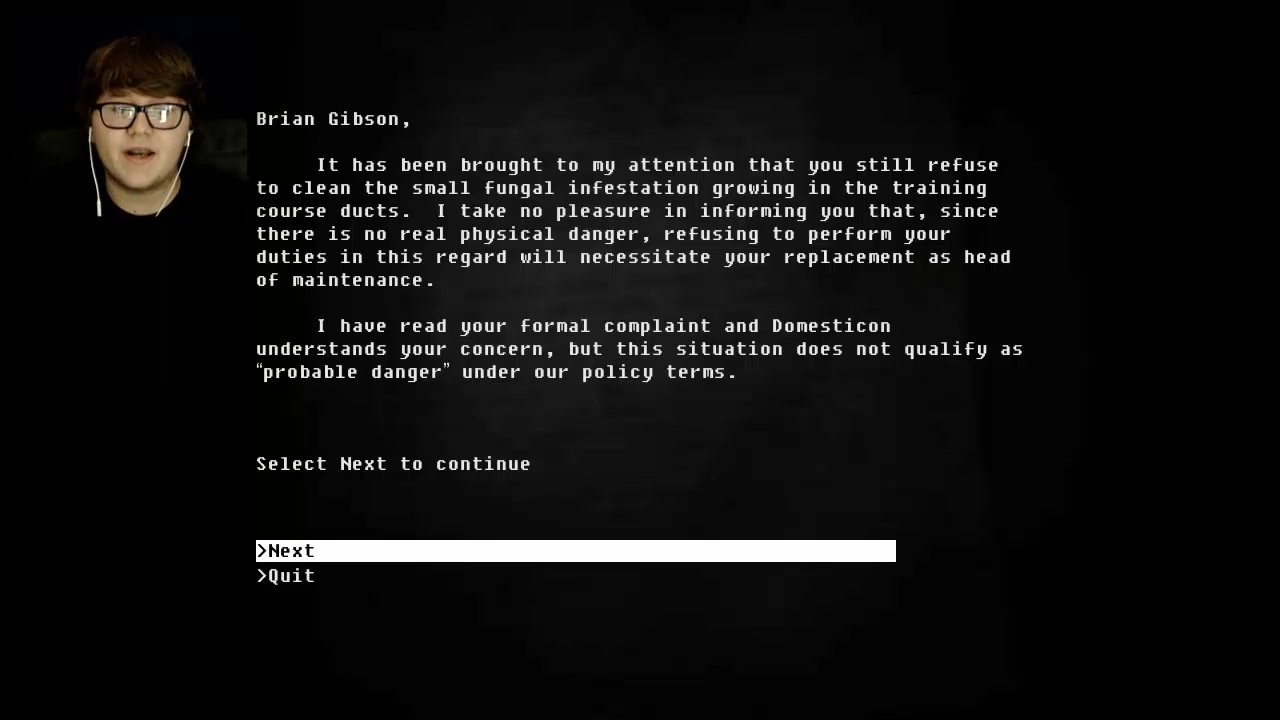 Brian Gibson,
It has been brought to my attention that you still refuse
to clean the small fungal infestation growing in the training
course ducts.  I take no pleasure in informing you that, since
there is no real physical danger, refusing to perform your
duties in this regard will necessitate your replacement as head
of maintenance.
I have read your formal complaint and Domesticon
understands your concern, but this situation does not qualify as
“probable danger” under our policy terms.
Select Next to continue
>Next
>Quit